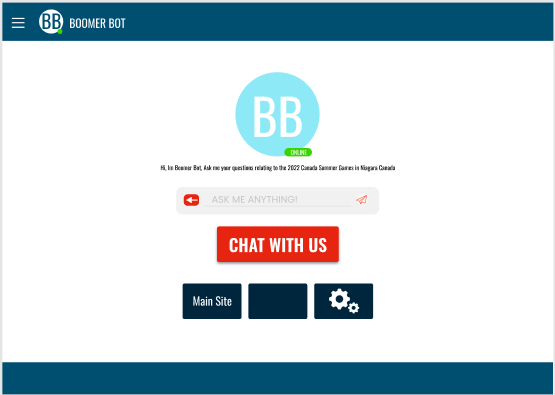 BB BOOMER BOT
BB
ONLINE
Hi, Im Boomer Bot, Ask me your questions relating to the 2022 Canada Summer Games in Niagara Canada
ASK ME ANYTHING!
CHAT WITH US
Main Site